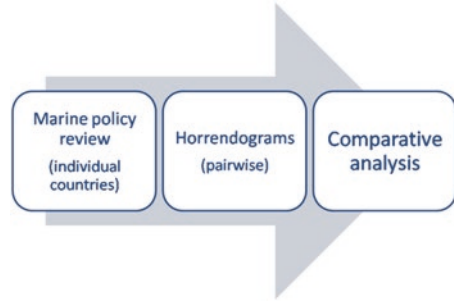 Marine policy
review
(individual
countries)
Horrendograms
(pairwise)
Comparative
analysis